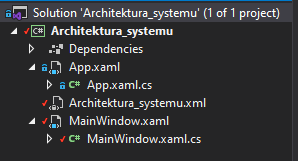 Solution 'Architektura_systemu' (1 of 1 project)
C# Architektura_systemu
Dependencies
App.xaml
C# App.xaml.cs
Architektura_systemu.xml
MainWindow.xaml
C# MainWindow.xaml.cs